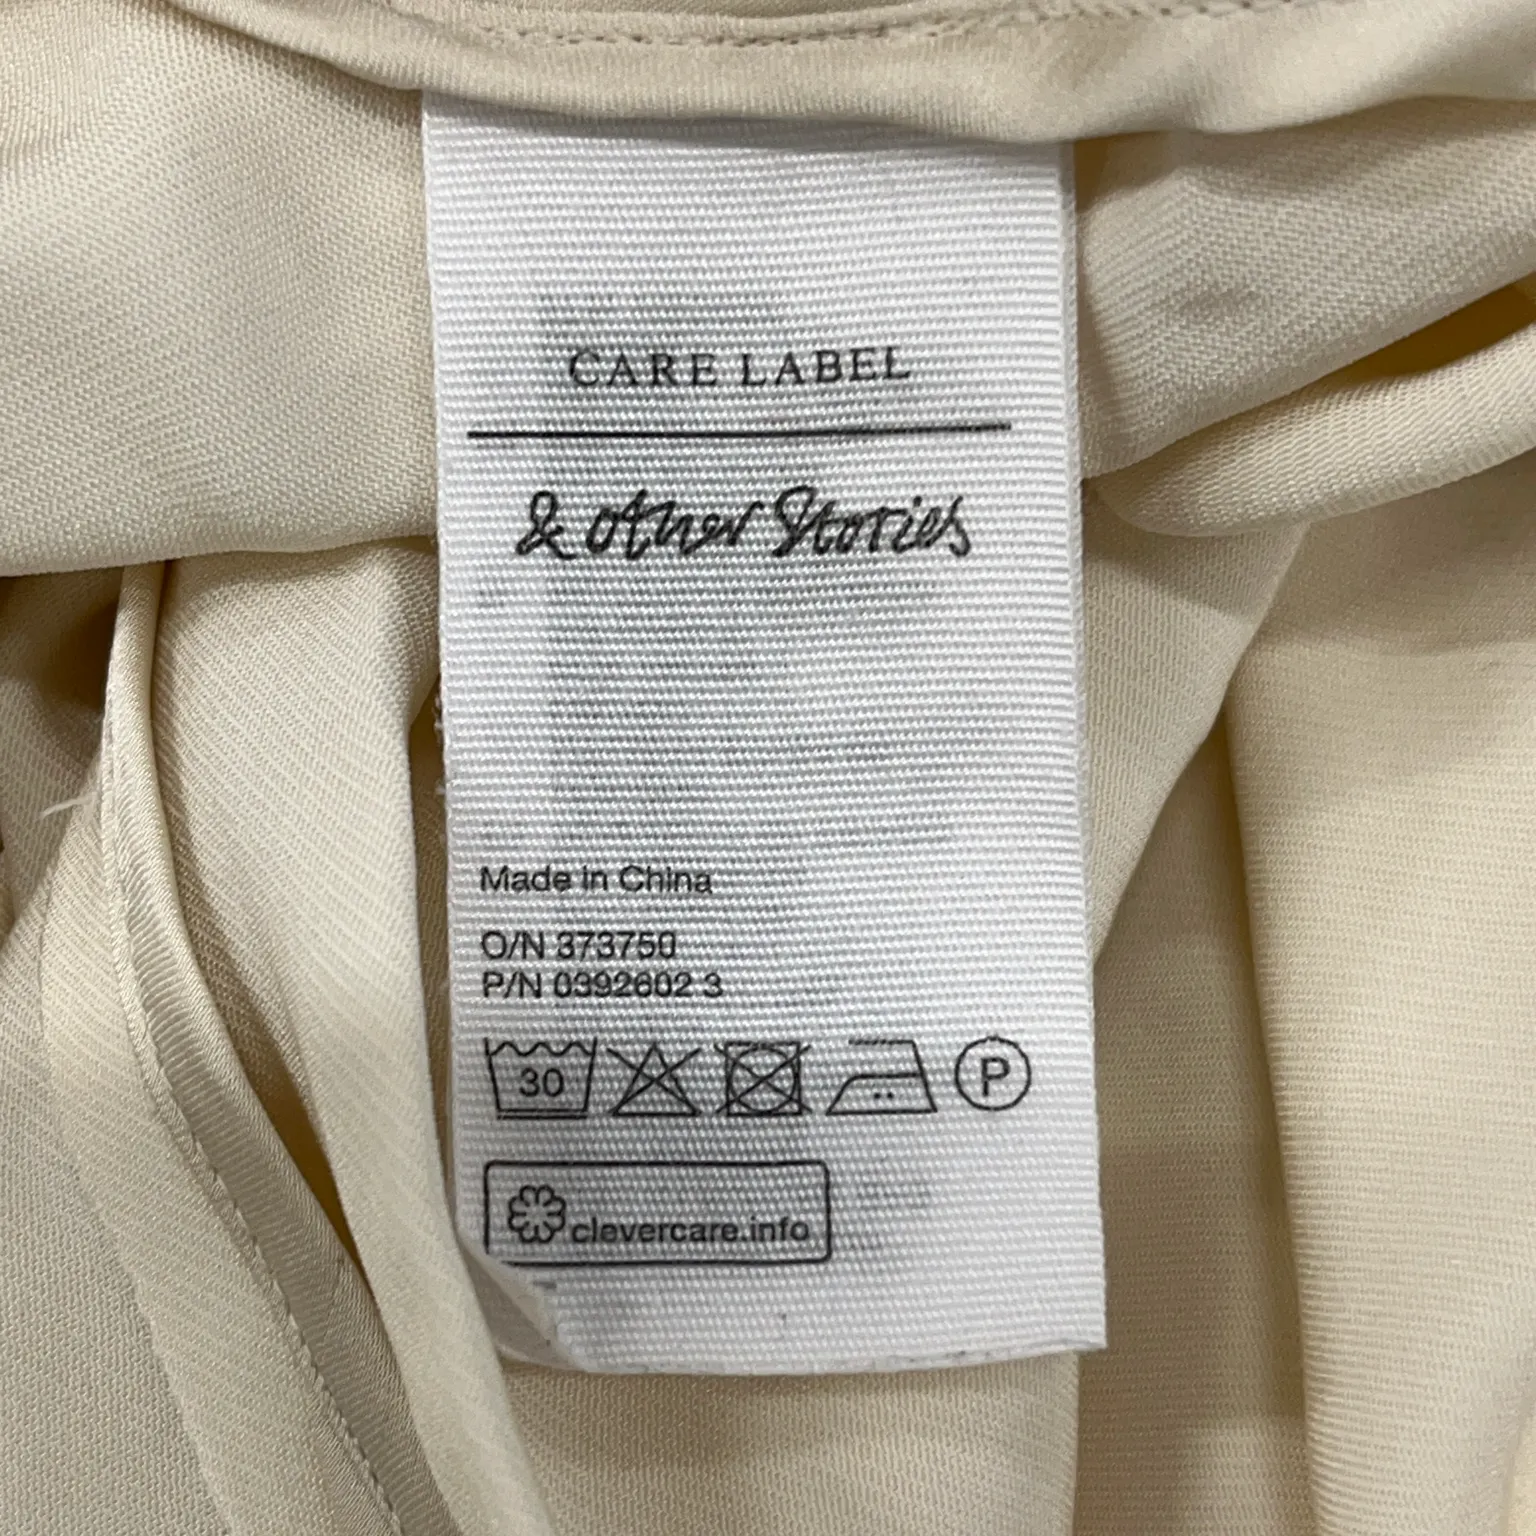 CARE LABEL
& other Stories
Made in China
O/N 373750
P/N 0392602 3
30
P
clevercare.info